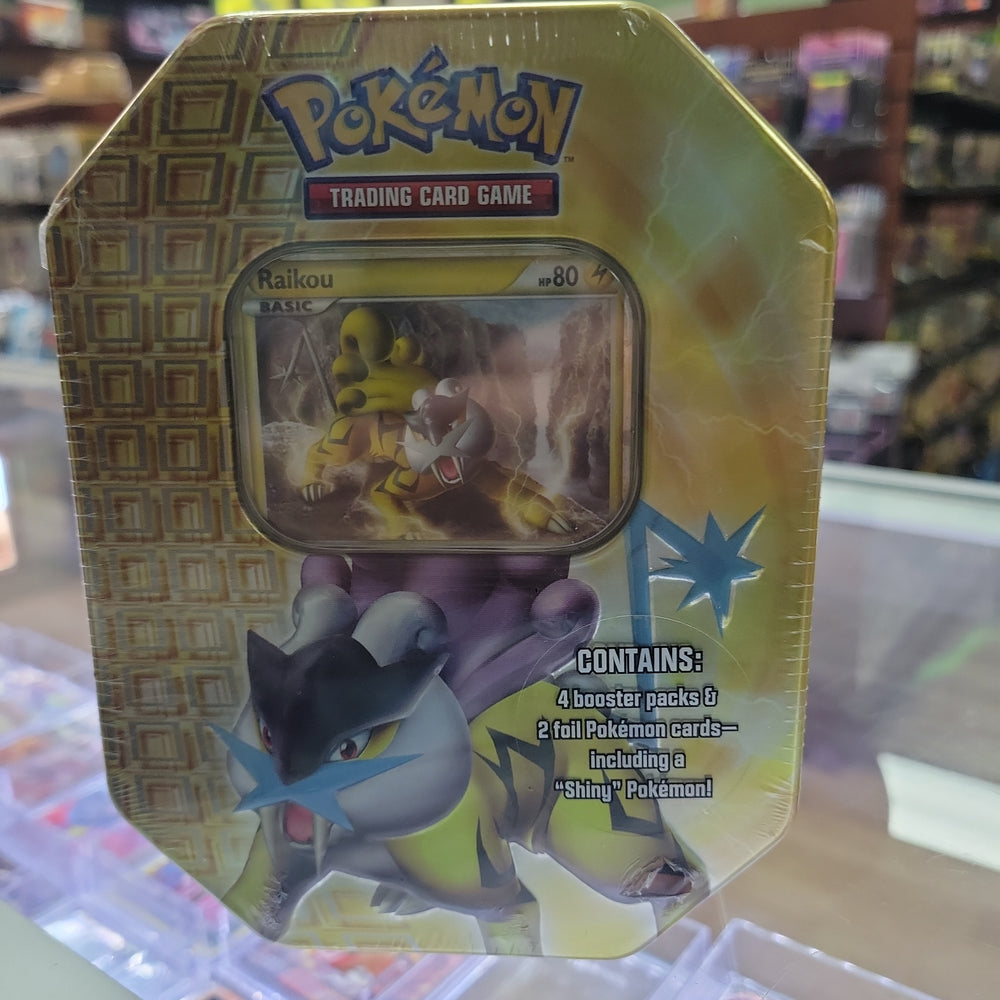 POKéMON
TRADING CARD GAME
Raikou HP80
BASIC
CONTAINS:
4 booster packs &
2 foil Pokémon cards—
including a
“Shiny” Pokémon!